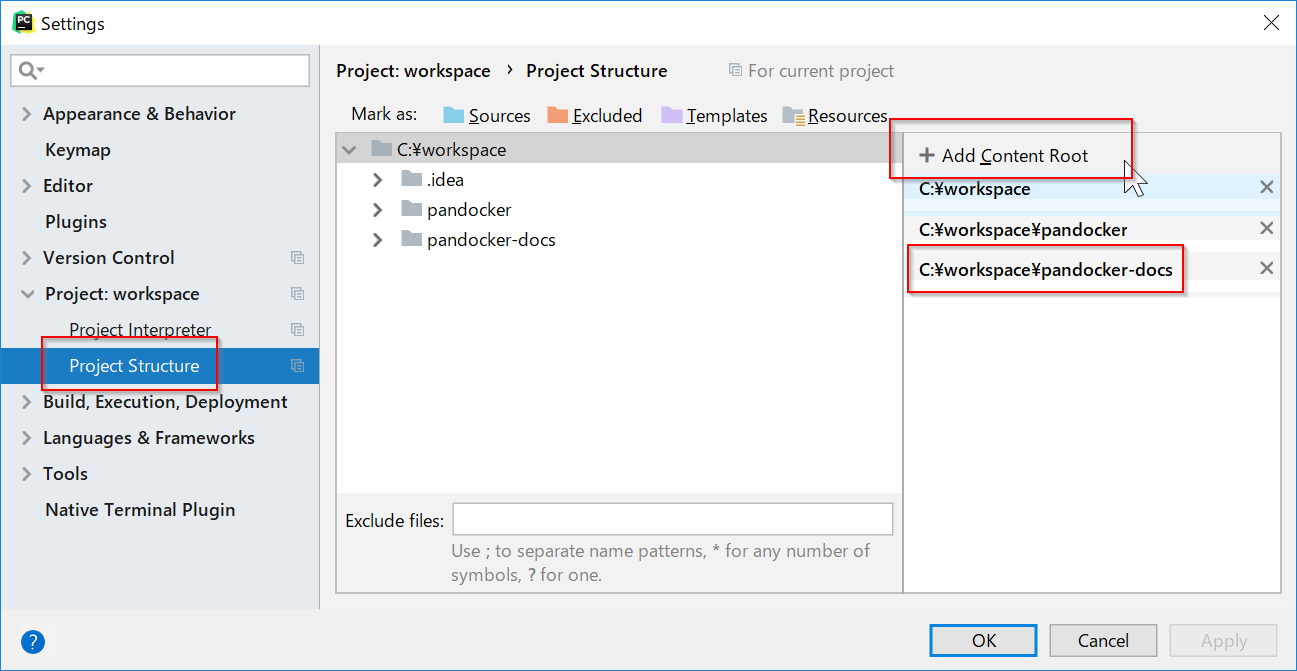 PC
Settings
Appearance & Behavior
Keymap
Editor
Plugins
Version Control
Project: workspace
Project Interpreter
Project Structure
Build, Execution, Deployment
Languages & Frameworks
Tools
Native Terminal Plugin
?
Project: workspace › Project Structure
For current project
Mark as: Sources Excluded Templates Resources
C:¥workspace
.idea
pandocker
pandocker-docs
Exclude files:
Use ; to separate name patterns, * for any number of
symbols, ? for one.
+ Add Content Root
C:¥workspace
C:¥workspace¥pandocker
C:¥workspace¥pandocker-docs
OK
Cancel
Apply